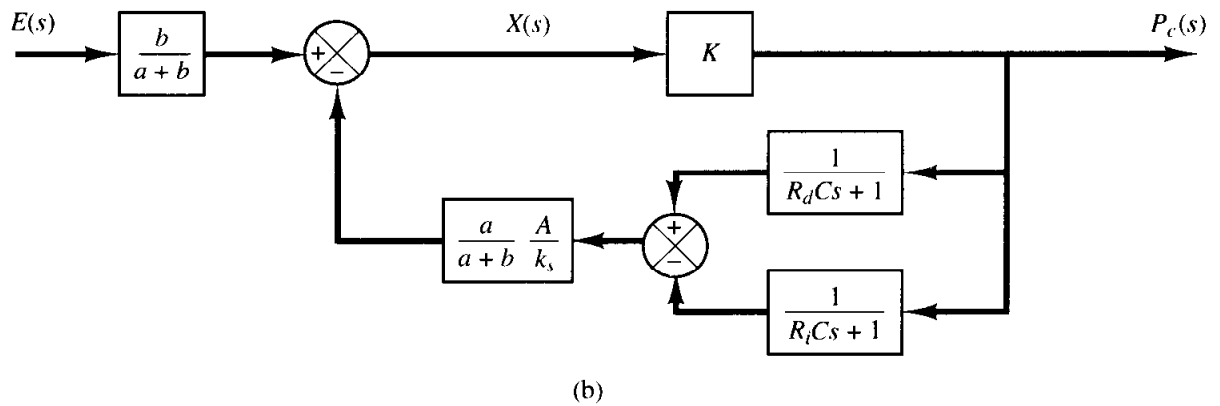 E(s)
b
a + b
+
−
X(s)
K
P_c(s)
1
R_dCs + 1
+
−
a A
a + b k_s
1
R_iCs + 1
(b)